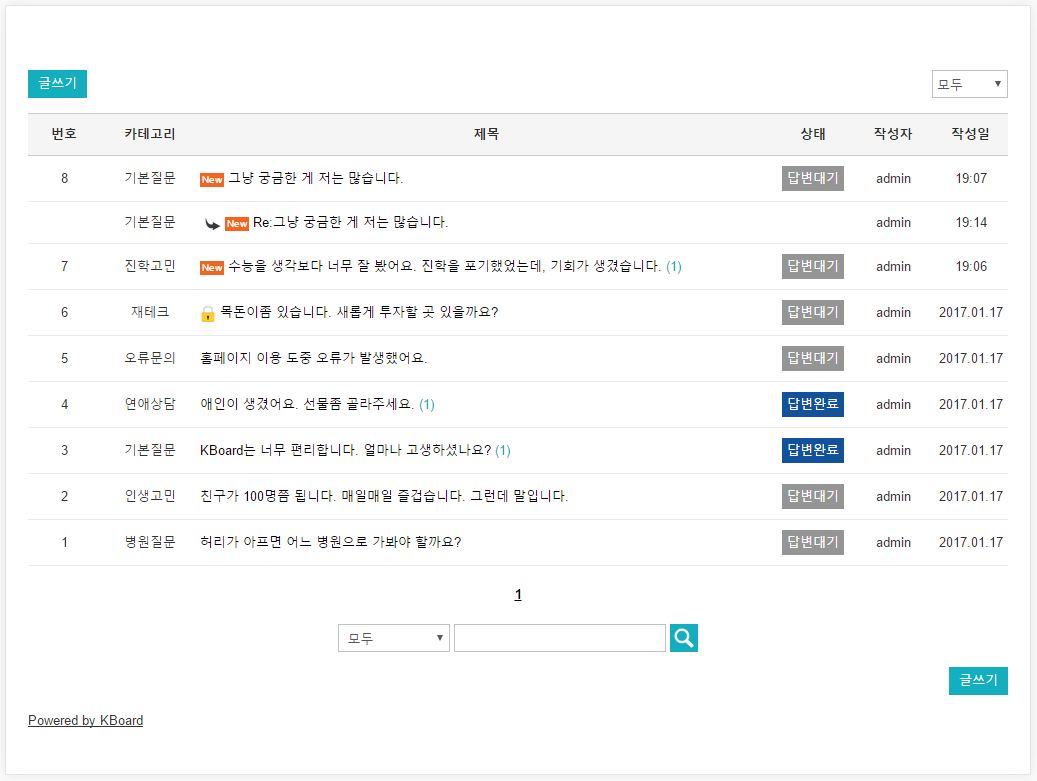 글쓰기 모두
번호 카테고리 제목 상태 작성자 작성일
8 기본질문 New 그냥 궁금한 게 저는 많습니다. 답변대기 admin 19:07
기본질문 New Re:그냥 궁금한 게 저는 많습니다. admin 19:14
7 진학고민 New 수능을 생각보다 너무 잘 봤어요. 진학을 포기했었는데, 기회가 생겼습니다. (1) 답변대기 admin 19:06
6 재테크 목돈이좀 있습니다. 새롭게 투자할 곳 있을까요? 답변대기 admin 2017.01.17
5 오류문의 홈페이지 이용 도중 오류가 발생했어요. 답변대기 admin 2017.01.17
4 연애상담 애인이 생겼어요. 선물좀 골라주세요. (1) 답변완료 admin 2017.01.17
3 기본질문 KBoard는 너무 편리합니다. 얼마나 고생하셨나요? (1) 답변완료 admin 2017.01.17
2 인생고민 친구가 100명쯤 됩니다. 매일매일 즐겁습니다. 그런데 말입니다. 답변대기 admin 2017.01.17
1 병원질문 허리가 아프면 어느 병원으로 가봐야 할까요? 답변대기 admin 2017.01.17
1
모두
글쓰기
Powered by KBoard